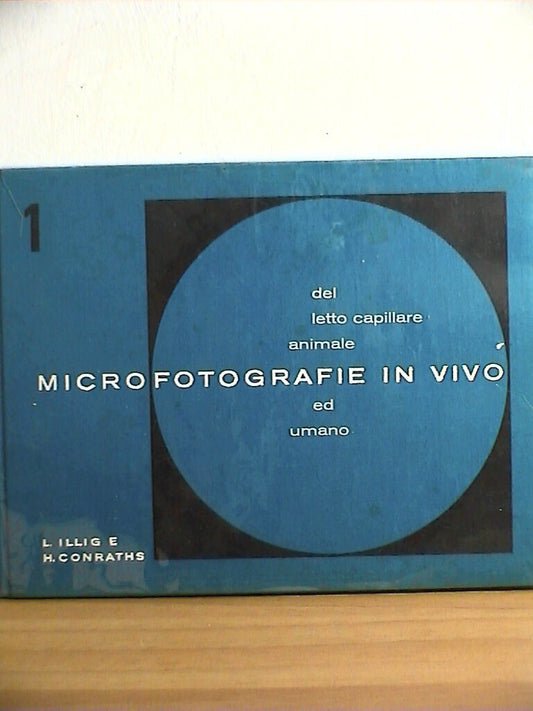 1
del
letto capillare
animale
MICROFOTOGRAFIE IN VIVO
ed
umano
L. ILLIG E
H. CONRATHS